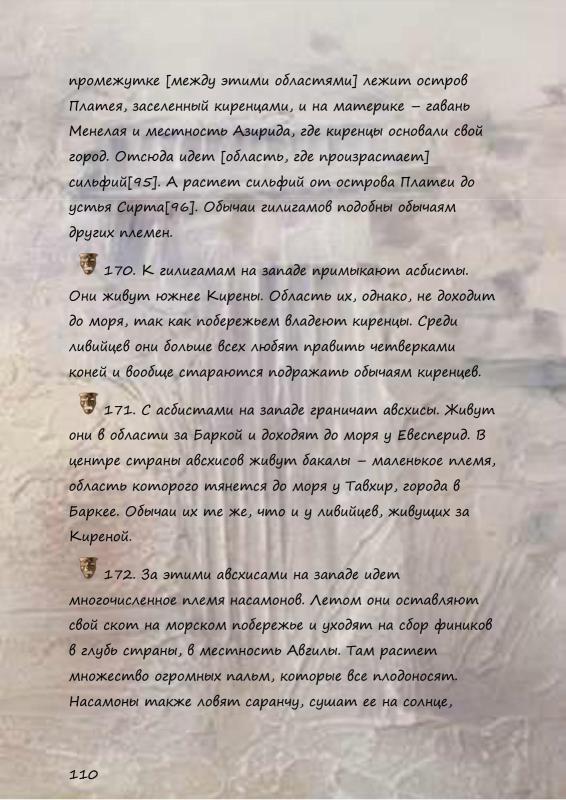 промежутке [между этими областями] лежит остров
Платея, заселенный киренцами, и на материке – гавань
Менелая и местность Азирида, где киренцы основали свой
город. Отсюда идет [область, где произрастает]
сильфий[95]. А растет сильфий от острова Платеи до
устья Сирта[96]. Обычаи гилигамов подобны обычаям
других племен.
170. К гилигамам на западе примыкают асбисты.
Они живут южнее Кирены. Область их, однако, не доходит
до моря, так как побережьем владеют киренцы. Среди
ливийцев они больше всех любят править четверками
коней и вообще стараются подражать обычаям киренцев.
171. С асбистами на западе граничат авсхисы. Живут
они в области за Баркой и доходят до моря у Евесперид. В
центре страны авсхисов живут бакалы – маленькое племя,
область которого тянется до моря у Тавхир, города в
Баркее. Обычаи их те же, что и у ливийцев, живущих за
Киреной.
172. За этими авсхисами на западе идет
многочисленное племя насамонов. Летом они оставляют
свой скот на морском побережье и уходят на сбор фиников
в глубь страны, в местность Авгилы. Там растет
множество огромных пальм, которые все плодоносят.
Насамоны также ловят саранчу, сушат ее на солнце,
110